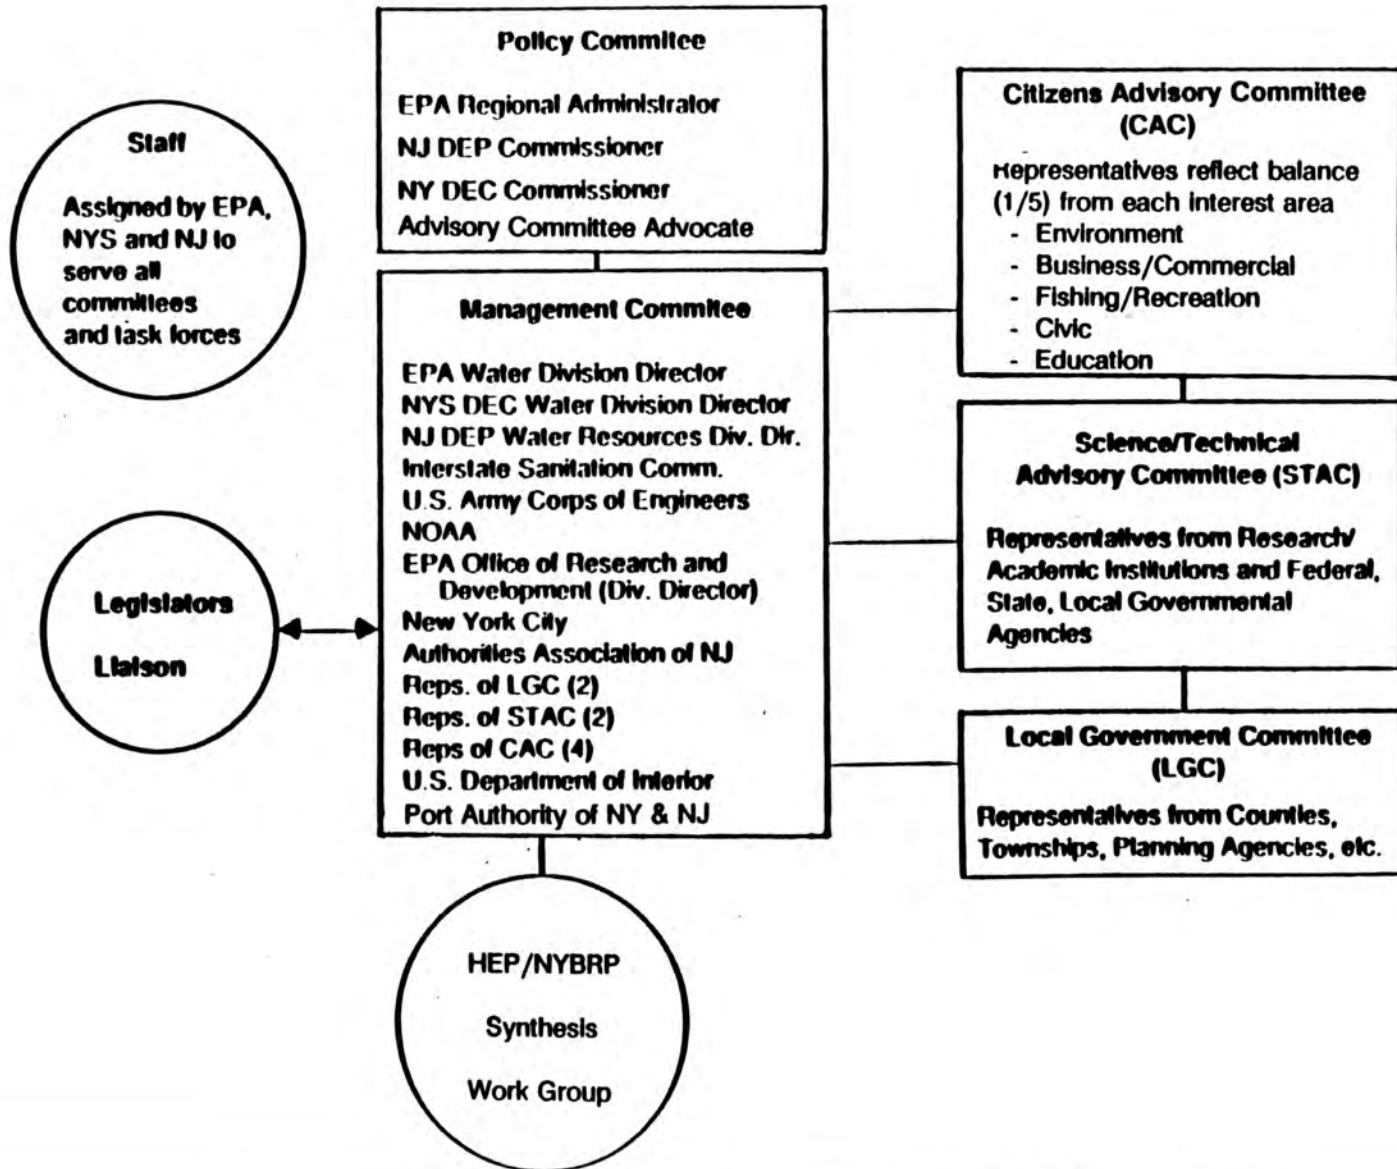 Policy Commitee
EPA Regional Administrator
NJ DEP Commissioner
NY DEC Commissioner
Advisory Committee Advocate
Staff
Assigned by EPA,
NYS and NJ to
serve all
committees
and task forces
Management Commitee
EPA Water Division Director
NYS DEC Water Division Director
NJ DEP Water Resources Div. Dir.
Interstate Sanitation Comm.
U.S. Army Corps of Engineers
NOAA
EPA Office of Research and
Development (Div. Director)
New York City
Authorities Association of NJ
Reps. of LGC (2)
Reps. of STAC (2)
Reps of CAC (4)
U.S. Department of Interior
Port Authority of NY & NJ
Legislators
Liaison
HEP/NYBRP
Synthesis
Work Group
Citizens Advisory Committee
(CAC)
Representatives reflect balance
(1/5) from each interest area
- Environment
- Business/Commercial
- Fishing/Recreation
- Civic
- Education
Science/Technical
Advisory Committee (STAC)
Representatives from Research/
Academic Institutions and Federal,
State, Local Governmental
Agencies
Local Government Committee
(LGC)
Representatives from Counties,
Townships, Planning Agencies, etc.